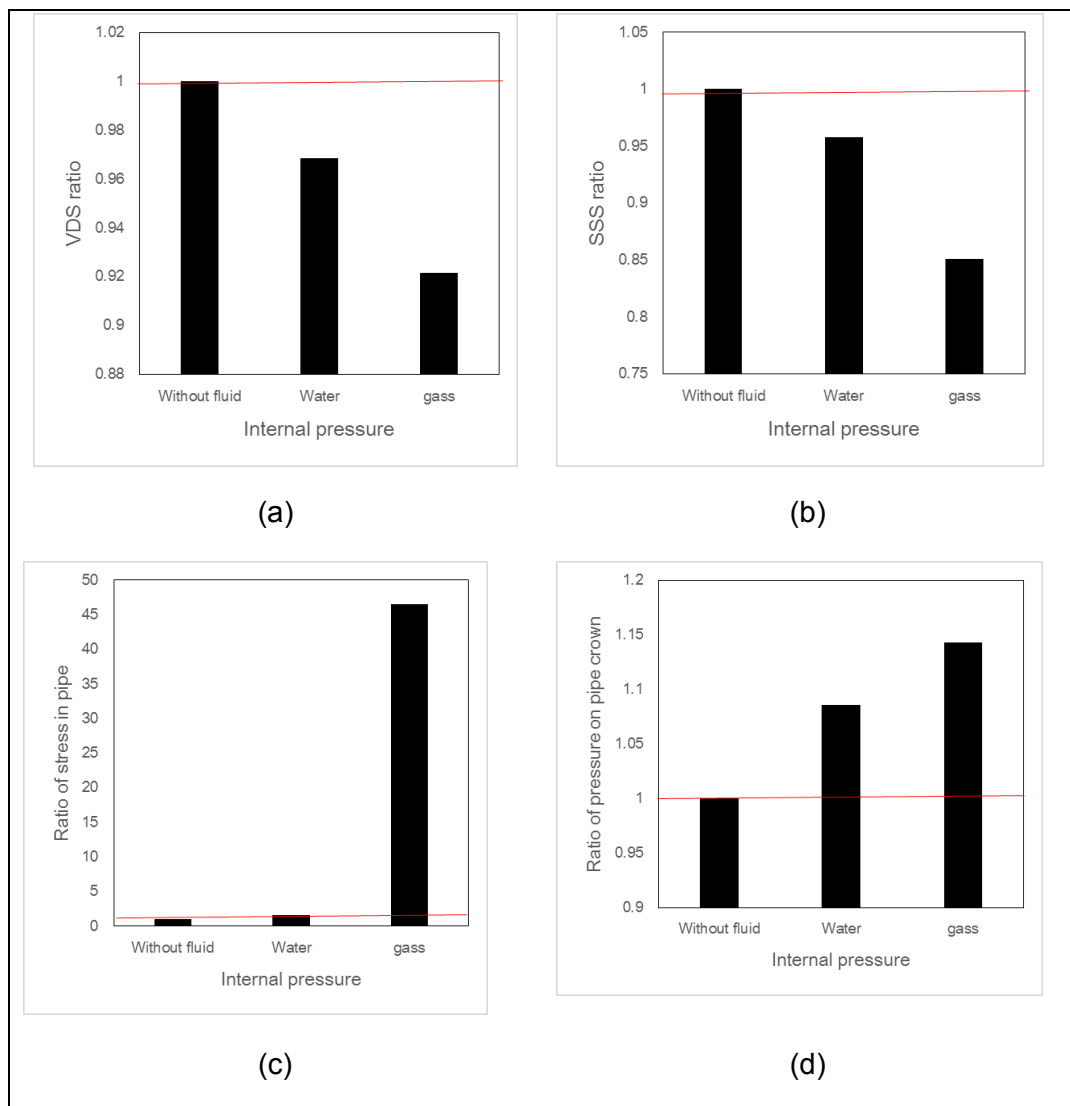 1.02
1
0.98
0.96
0.94
0.92
0.9
0.88
VDS ratio
Without fluid Water gass
Internal pressure
(a)
1.05
1
0.95
0.9
0.85
0.8
0.75
SSS ratio
Without fluid Water gass
Internal pressure
(b)
50
45
40
35
30
25
20
15
10
5
0
Ratio of stress in pipe
Without fluid Water gass
Internal pressure
(c)
1.2
1.15
1.1
1.05
1
0.95
0.9
Ratio of pressure on pipe crown
Without fluid Water gass
Internal pressure
(d)